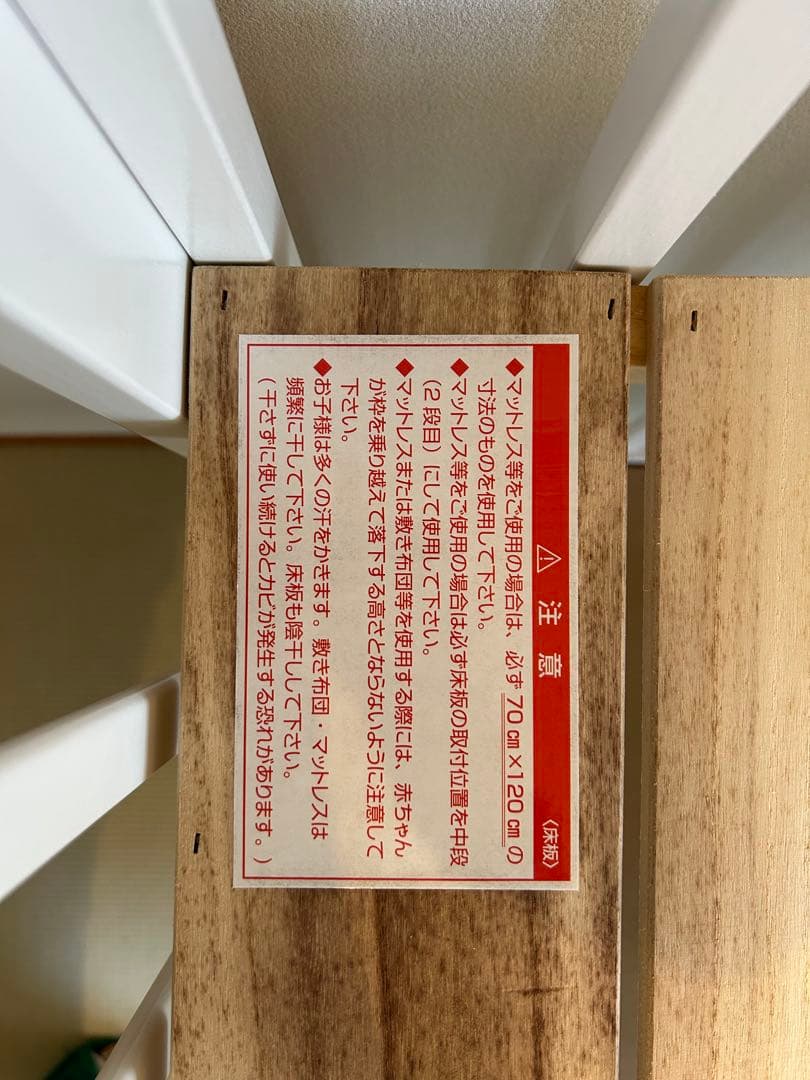 ⚠ 注意 〈床板〉
◆マットレス等をご使用の場合は、必ず70㎝×120㎝の
寸法のものを使用して下さい。
◆マットレス等をご使用の場合は必ず床板の取付位置を中段
(2段目)にして使用して下さい。
◆マットレスまたは敷き布団等を使用する際には、赤ちゃん
が枠を乗り越えて落下する高さとならないように注意して
下さい。
◆お子様は多くの汗をかきます。敷き布団・マットレスは
頻繁に干して下さい。床板も陰干しして下さい。
(干さずに使い続けるとカビが発生する恐れがあります。)